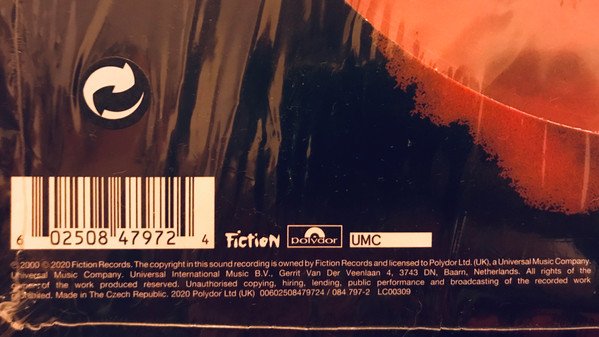 6 02508 47972 4
Fiction polydor UMC
℗ 2000 © 2020 Fiction Records. The copyright in this sound recording is owned by Fiction Records and licensed to Polydor Ltd. (UK), a Universal Music Company.
Universal Music Company. Universal International Music B.V., Gerrit Van Der Veenlaan 4, 3743 DN, Baarn, Netherlands. All rights of the
of the work produced reserved. Unauthorised copying, hiring, lending, public performance and broadcasting of the recorded work
prohibited. Made in The Czech Republic. 2020 Polydor Ltd (UK) 00602508479724 / 084 797-2 LC00309